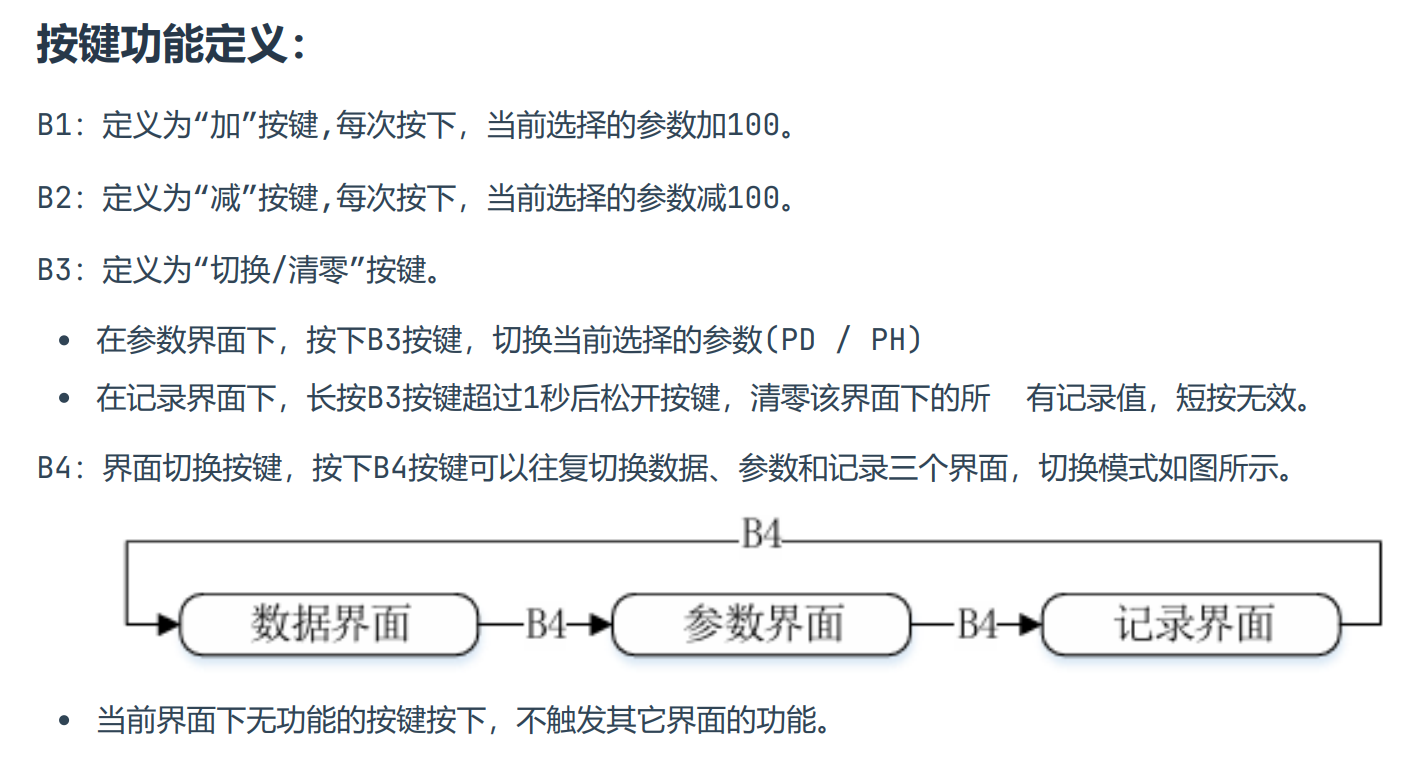 按键功能定义：
B1：定义为“加”按键,每次按下，当前选择的参数加100。
B2：定义为“减”按键,每次按下，当前选择的参数减100。
B3：定义为“切换/清零”按键。
• 在参数界面下，按下B3按键，切换当前选择的参数(PD / PH)
• 在记录界面下，长按B3按键超过1秒后松开按键，清零该界面下的所 有记录值，短按无效。
B4：界面切换按键，按下B4按键可以往复切换数据、参数和记录三个界面，切换模式如图所示。
B4
数据界面 B4 参数界面 B4 记录界面
• 当前界面下无功能的按键按下，不触发其它界面的功能。